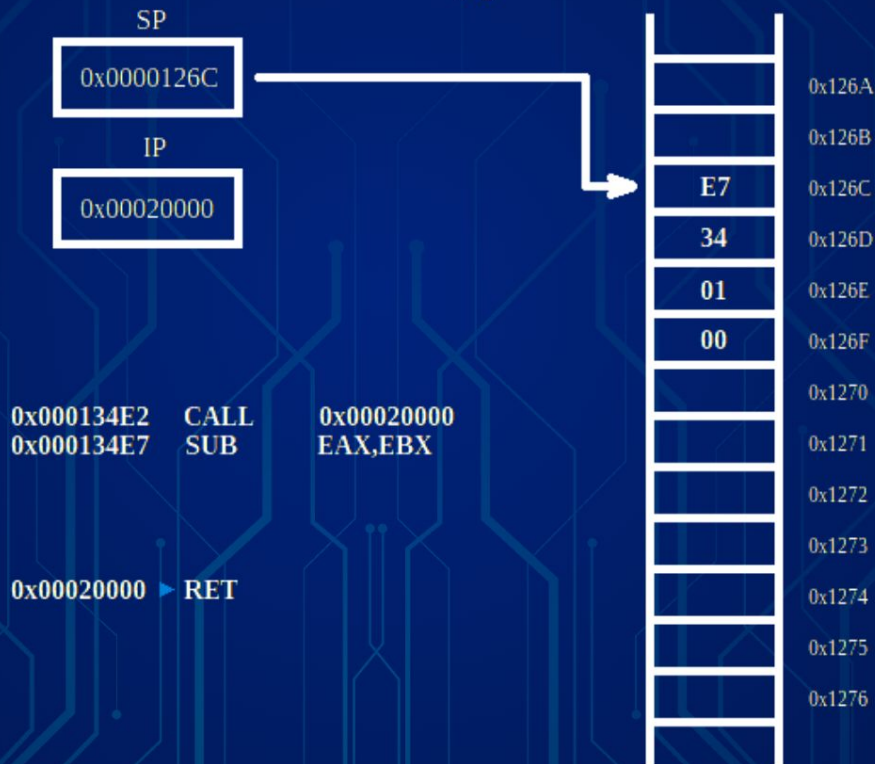 SP
0x0000126C
IP
0x00020000
0x000134E2 CALL 0x00020000
0x000134E7 SUB EAX,EBX
0x00020000 RET
0x126A
0x126B
E7 0x126C
34 0x126D
01 0x126E
00 0x126F
0x1270
0x1271
0x1272
0x1273
0x1274
0x1275
0x1276